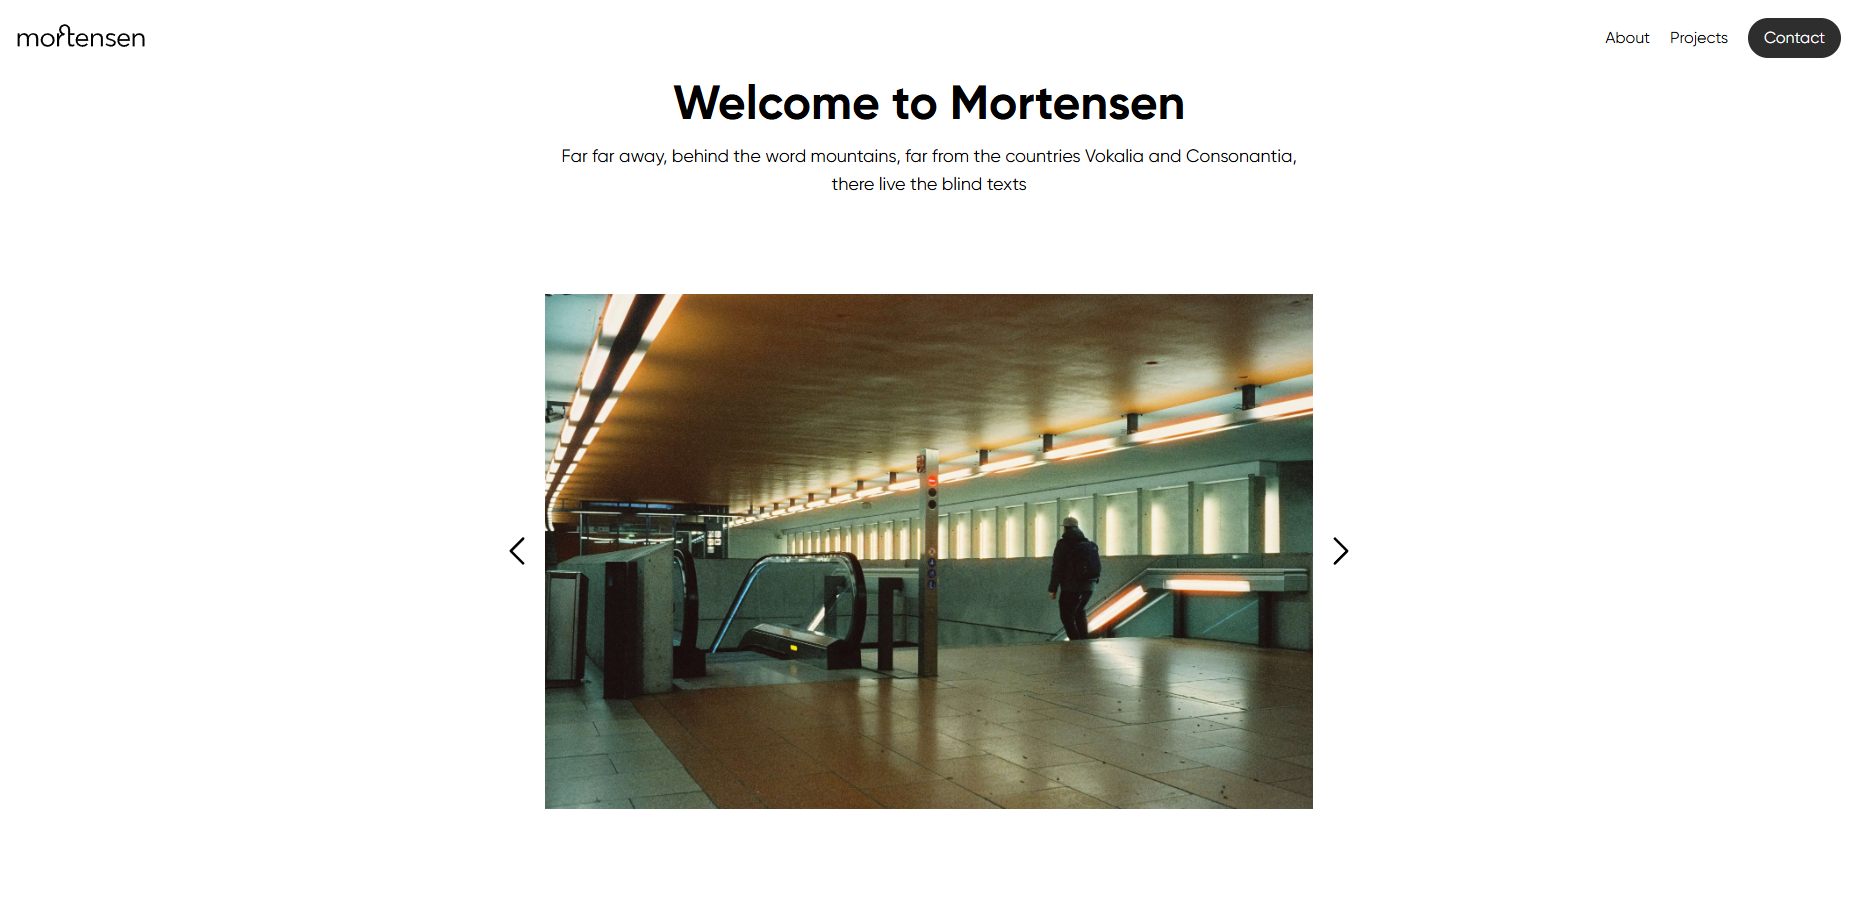 mortensen
About Projects Contact
Welcome to Mortensen
Far far away, behind the word mountains, far from the countries Vokalia and Consonantia,
there live the blind texts